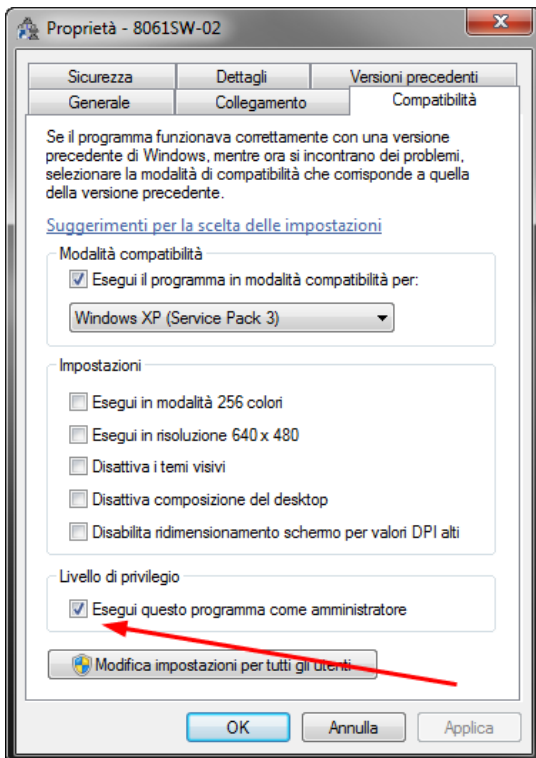 Proprietà - 8061SW-02
Sicurezza
Dettagli
Versioni precedenti
Generale
Collegamento
Compatibilità
Se il programma funzionava correttamente con una versione
precedente di Windows, mentre ora si incontrano dei problemi,
selezionare la modalità di compatibilità che corrisponde a quella
della versione precedente.
Suggerimenti per la scelta delle impostazioni
Modalità compatibilità
Esegui il programma in modalità compatibilità per:
Windows XP (Service Pack 3)
Impostazioni
Esegui in modalità 256 colori
Esegui in risoluzione 640 x 480
Disattiva i temi visivi
Disattiva composizione del desktop
Disabilita ridimensionamento schermo per valori DPI alti
Livello di privilegio
Esegui questo programma come amministratore
Modifica impostazioni per tutti gli utenti
OK
Annulla
Applica